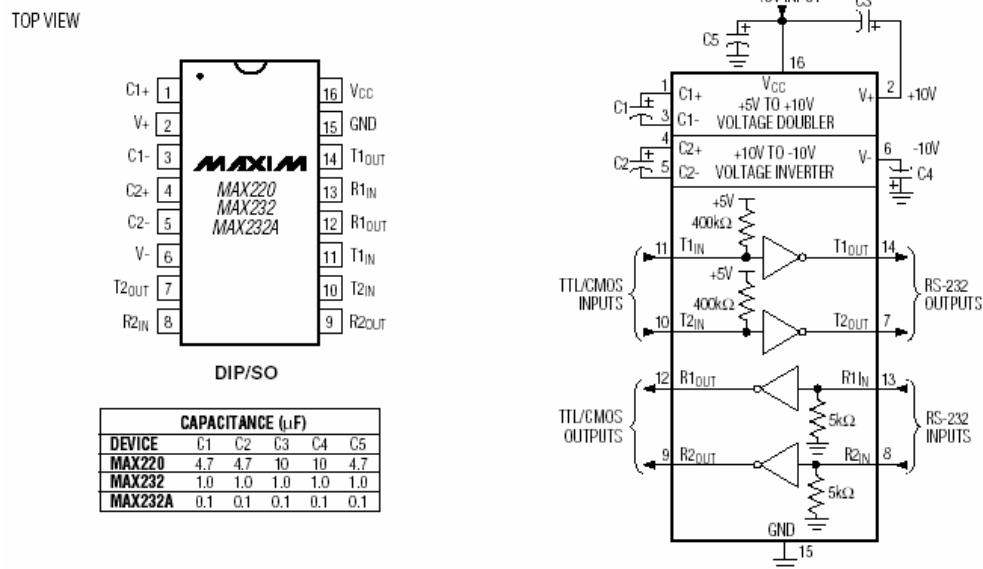 TOP VIEW
C1+ 1
V+ 2
C1- 3
C2+ 4
C2- 5
V- 6
T2OUT 7
R2IN 8
16 VCC
15 GND
14 T1OUT
13 R1IN
12 R1OUT
11 T1IN
10 T2IN
9 R2OUT
MAXIM
MAX220
MAX232
MAX232A
DIP/SO
CAPACITANCE (μF)
DEVICE C1 C2 C3 C4 C5
MAX220 4.7 4.7 10 10 4.7
MAX232 1.0 1.0 1.0 1.0 1.0
MAX232A 0.1 0.1 0.1 0.1 0.1
INPUT
C3
+
C5 +
16
VCC
1 C1+
C1 +
3 C1-
+5V TO +10V
VOLTAGE DOUBLER
V+ 2 +10V
4 C2+
C2 +
5 C2-
+10V TO -10V
VOLTAGE INVERTER
V- 6 -10V
C4
+
+5V
400kΩ
11 T1IN
T1OUT 14
+5V
TTL/CMOS
INPUTS
400kΩ
RS-232
OUTPUTS
10 T2IN
T2OUT 7
12 R1OUT
R1IN 13
TTL/CMOS
OUTPUTS
5kΩ
RS-232
INPUTS
9 R2OUT
R2IN 8
5kΩ
GND
15